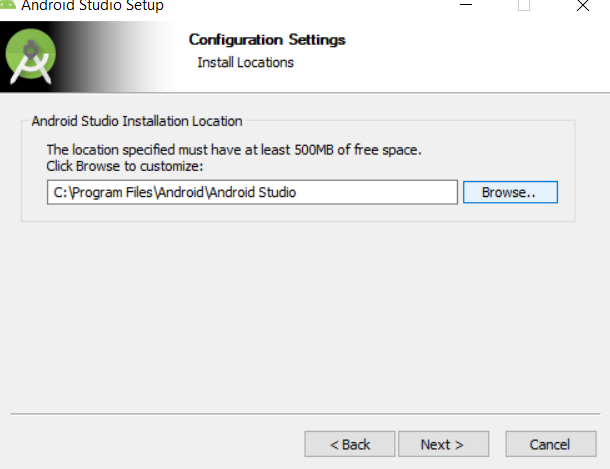 Android Studio Setup
Configuration Settings
Install Locations
Android Studio Installation Location
The location specified must have at least 500MB of free space.
Click Browse to customize:
C:\Program Files\Android\Android Studio
Browse..
< Back
Next >
Cancel